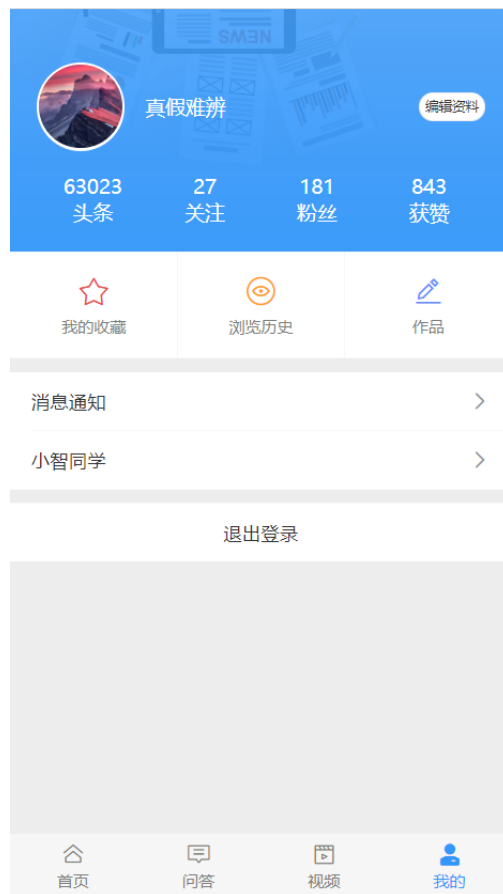 NEWS
真假难辨
编辑资料
63023 27 181 843
头条 关注 粉丝 获赞
我的收藏 浏览历史 作品
消息通知
小智同学
退出登录
首页 问答 视频 我的